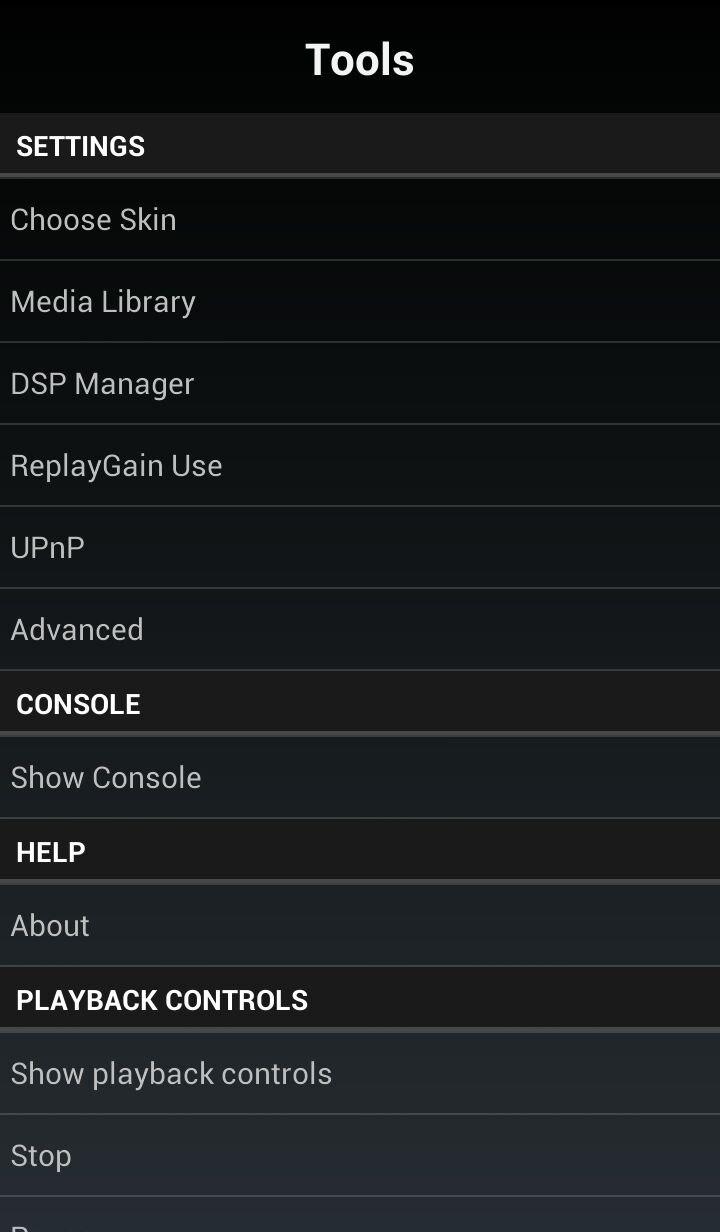 Tools
SETTINGS
Choose Skin
Media Library
DSP Manager
ReplayGain Use
UPnP
Advanced
CONSOLE
Show Console
HELP
About
PLAYBACK CONTROLS
Show playback controls
Stop